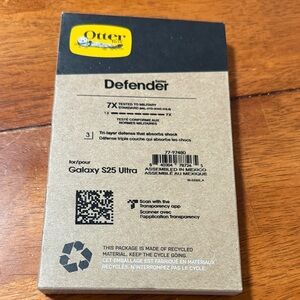 OtterBox
Defender Series
7X TESTED TO MILITARY
1X 7X
TESTÉ CONFORME AUX
NORMES MILITAIRES
3 Tri-layer defense that absorbs shock
Défense triple couche qui absorbe les chocs
for/pour
Galaxy S25 Ultra
77-97480
ASSEMBLED IN MEXICO
ASSEMBLÉ AU MEXIQUE
Scan with the
Transparency app
Scanner avec
l'application Transparency
THIS PACKAGE IS MADE OF RECYCLED
MATERIAL. KEEP THE CYCLE GOING
CET EMBALLAGE EST FABRIQUÉ EN MATÉRIAUX
RECYCLÉS. N'INTERROMPEZ PAS LE CYCLE.